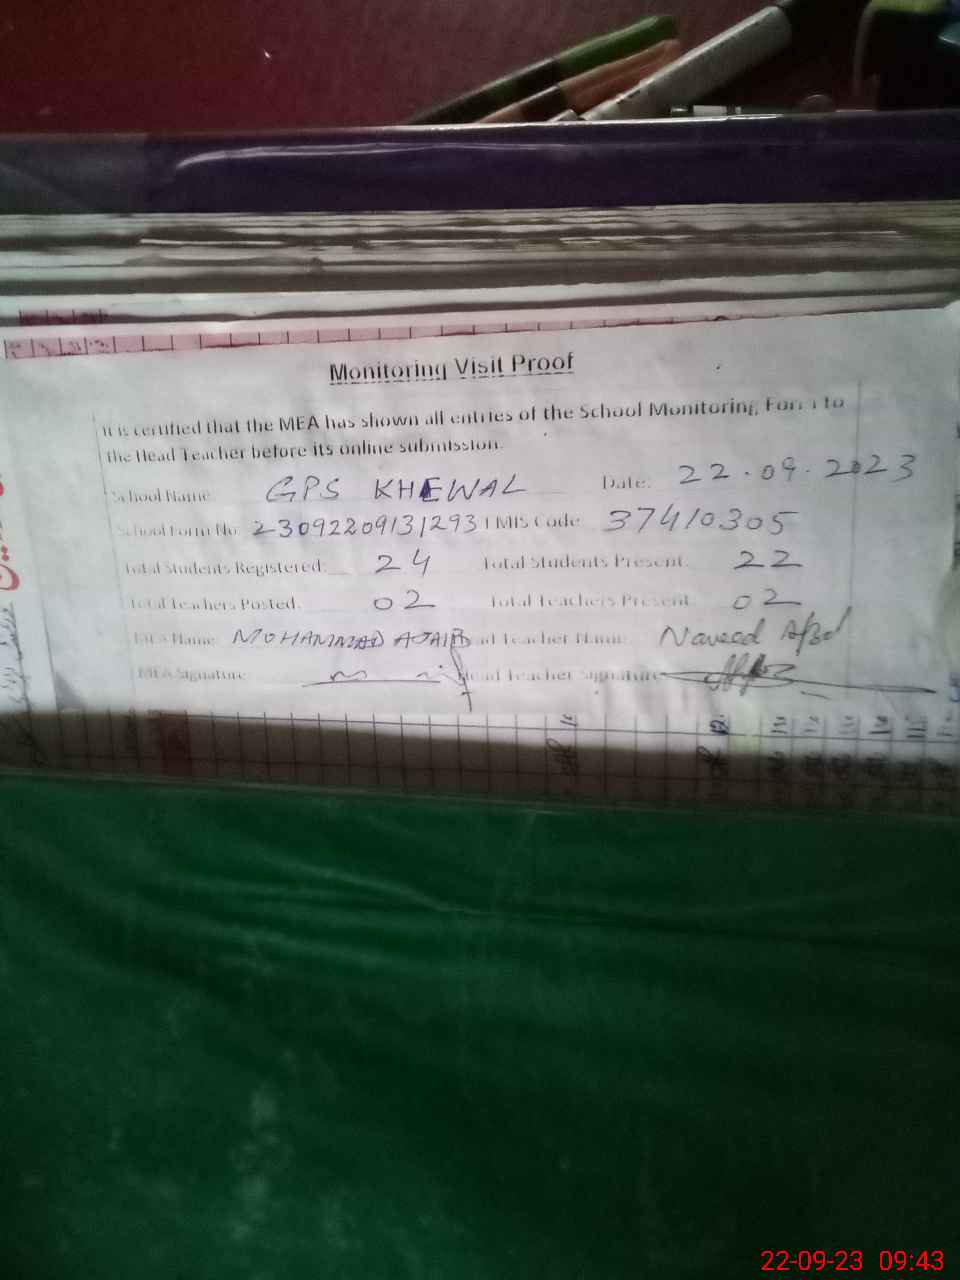 Monitoring Visit Proof
It is certified that the MEA has shown all entries of the School Monitoring Form to
the Head Teacher before its online submission.
School Name: GPS KHEWAL Date: 22.09.2023
School Form No: 23092209131293 EMIS Code: 37410305
Total Students Registered: 24 Total Students Present: 22
Total Teachers Posted: 02 Total Teachers Present: 02
MEA Name: MOHAMMAD AJAIB Head Teacher Name: Naveed
MEA Signature Head Teacher Signature
22-09-23 09:43